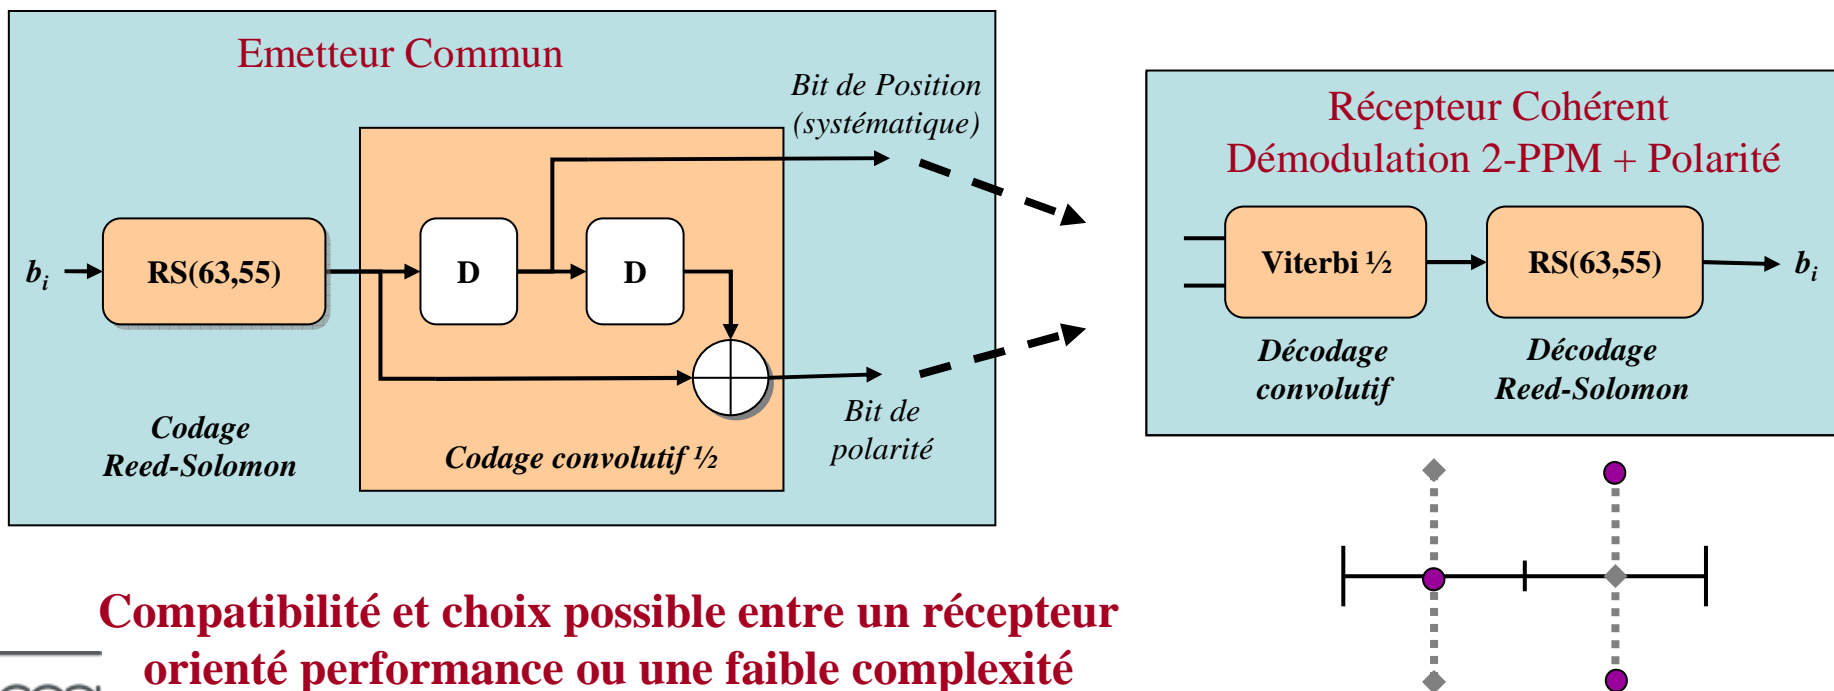 Emetteur Commun
Bit de Position
(systématique)
b_i
RS(63,55)
D
D
Codage
Reed-Solomon
Codage convolutif ½
Bit de
polarité
Récepteur Cohérent
Démodulation 2-PPM + Polarité
Viterbi ½
RS(63,55)
b_i
Décodage
convolutif
Décodage
Reed-Solomon
Compatibilité et choix possible entre un récepteur
orienté performance ou une faible complexité